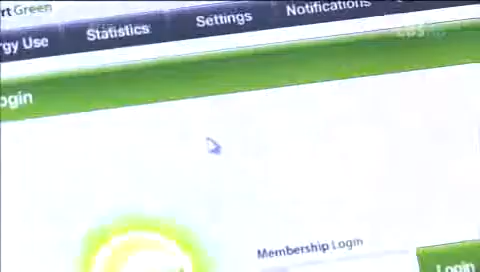 rt Green
rgy Use Statistics Settings Notifications
ogin
Membership Login
Login